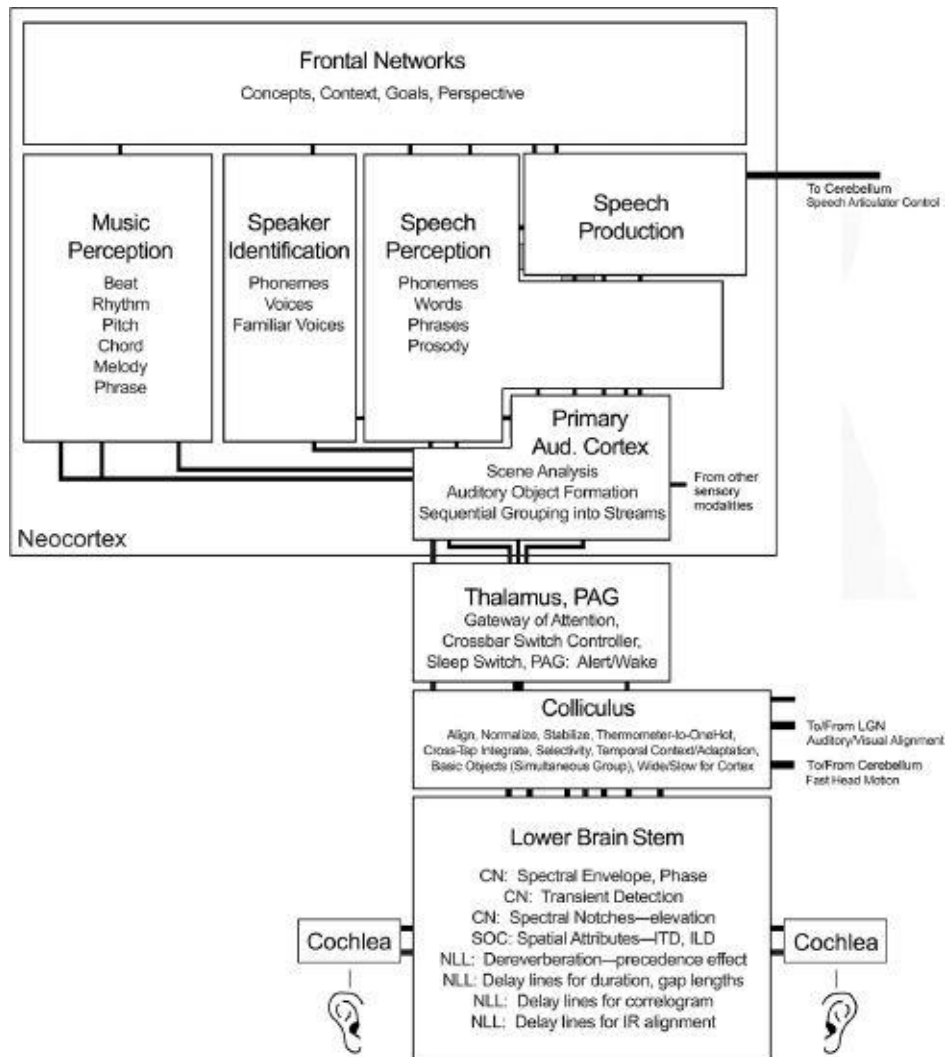 Frontal Networks
Concepts, Context, Goals, Perspective
Music
Perception
Beat
Rhythm
Pitch
Chord
Melody
Phrase
Speaker
Identification
Phonemes
Voices
Familiar Voices
Speech
Perception
Phonemes
Words
Phrases
Prosody
Speech
Production
To Cerebellum
Speech Articulator Control
Primary
Aud. Cortex
Scene Analysis
Auditory Object Formation
Sequential Grouping into Streams
From other
sensory
modalities
Neocortex
Thalamus, PAG
Gateway of Attention,
Crossbar Switch Controller,
Sleep Switch, PAG: Alert/Wake
Colliculus
Align, Normalize, Stabilize, Thermometer-to-OneHot,
Cross-Tap Integrate, Selectivity, Temporal Context/Adaptation,
Basic Objects (Simultaneous Group), Wide/Slow for Cortex
To/From LGN
Auditory/Visual Alignment
To/From Cerebellum
Fast Head Motion
Lower Brain Stem
CN: Spectral Envelope, Phase
CN: Transient Detection
CN: Spectral Notches—elevation
SOC: Spatial Attributes—ITD, ILD
NLL: Dereverberation—precedence effect
NLL: Delay lines for duration, gap lengths
NLL: Delay lines for correlogram
NLL: Delay lines for IR alignment
Cochlea
Cochlea